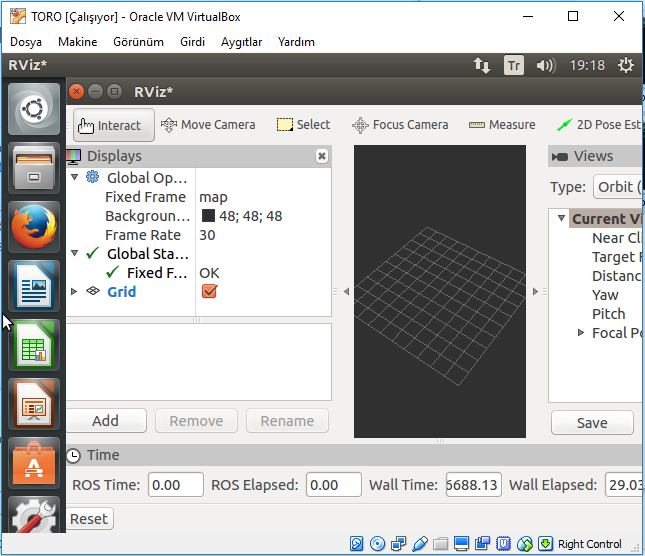 TORO [Çalışıyor] - Oracle VM VirtualBox
Dosya Makine Görünüm Girdi Aygıtlar Yardım
RViz* Tr 19:18
RViz*
Interact Move Camera Select Focus Camera Measure 2D Pose Est
Displays
Global Op...
Fixed Frame map
Backgroun... 48; 48; 48
Frame Rate 30
Global Sta...
Fixed F... OK
Grid
Add Remove Rename
Views
Type: Orbit (
Current Vi
Near Cli
Target F
Distanc
Yaw
Pitch
Focal Po
Save
Time
ROS Time: 0.00 ROS Elapsed: 0.00 Wall Time: 6688.13 Wall Elapsed: 29.03
Reset
Right Control